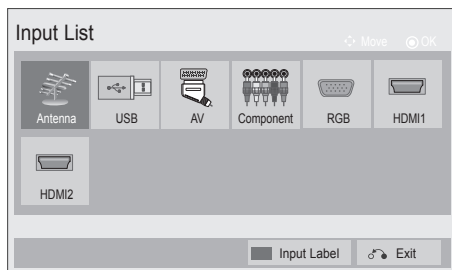 Input List
Move OK
Antenna USB AV Component RGB HDMI1
HDMI2
Input Label Exit